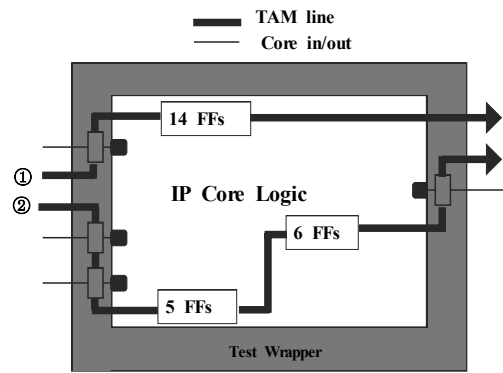 TAM line
Core in/out
14 FFs
①
IP Core Logic
②
6 FFs
5 FFs
Test Wrapper